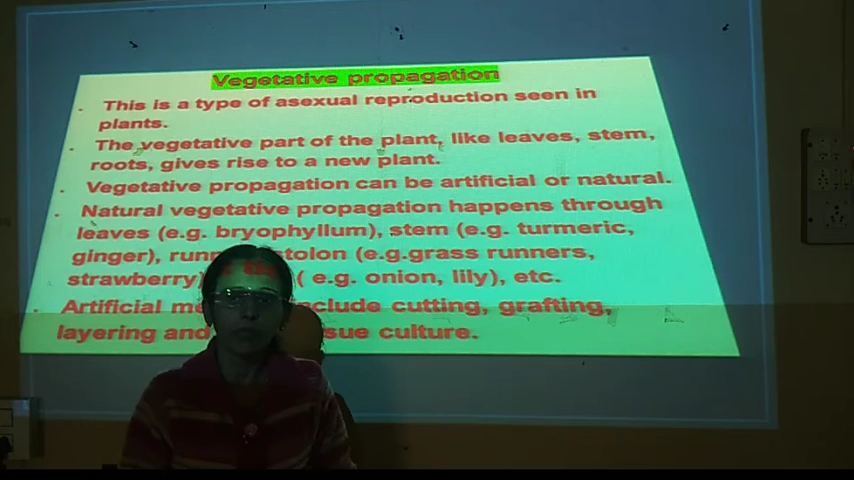 Vegetative propagation
This is a type of asexual reproduction seen in
plants.
The vegetative part of the plant, like leaves, stem,
roots, gives rise to a new plant.
Vegetative propagation can be artificial or natural.
Natural vegetative propagation happens through
leaves (e.g. bryophyllum), stem (e.g. turmeric,
ginger), stolon (e.g.grass runners,
strawberry) ( e.g. onion, lily), etc.
Artificial include cutting, grafting,
layering and culture.